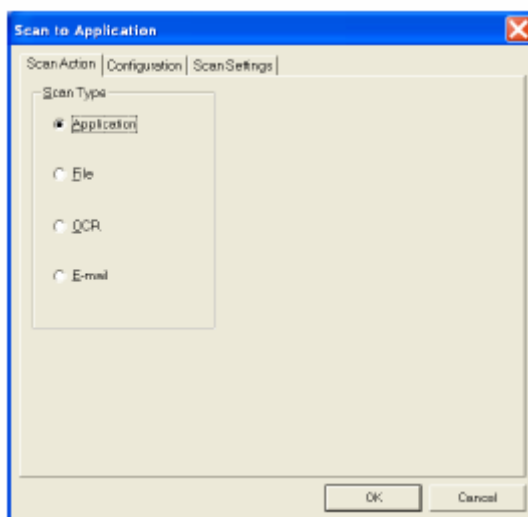 Scan to Application
Scan Action Configuration Scan Settings
Scan Type
Application
File
OCR
E-mail
OK Cancel